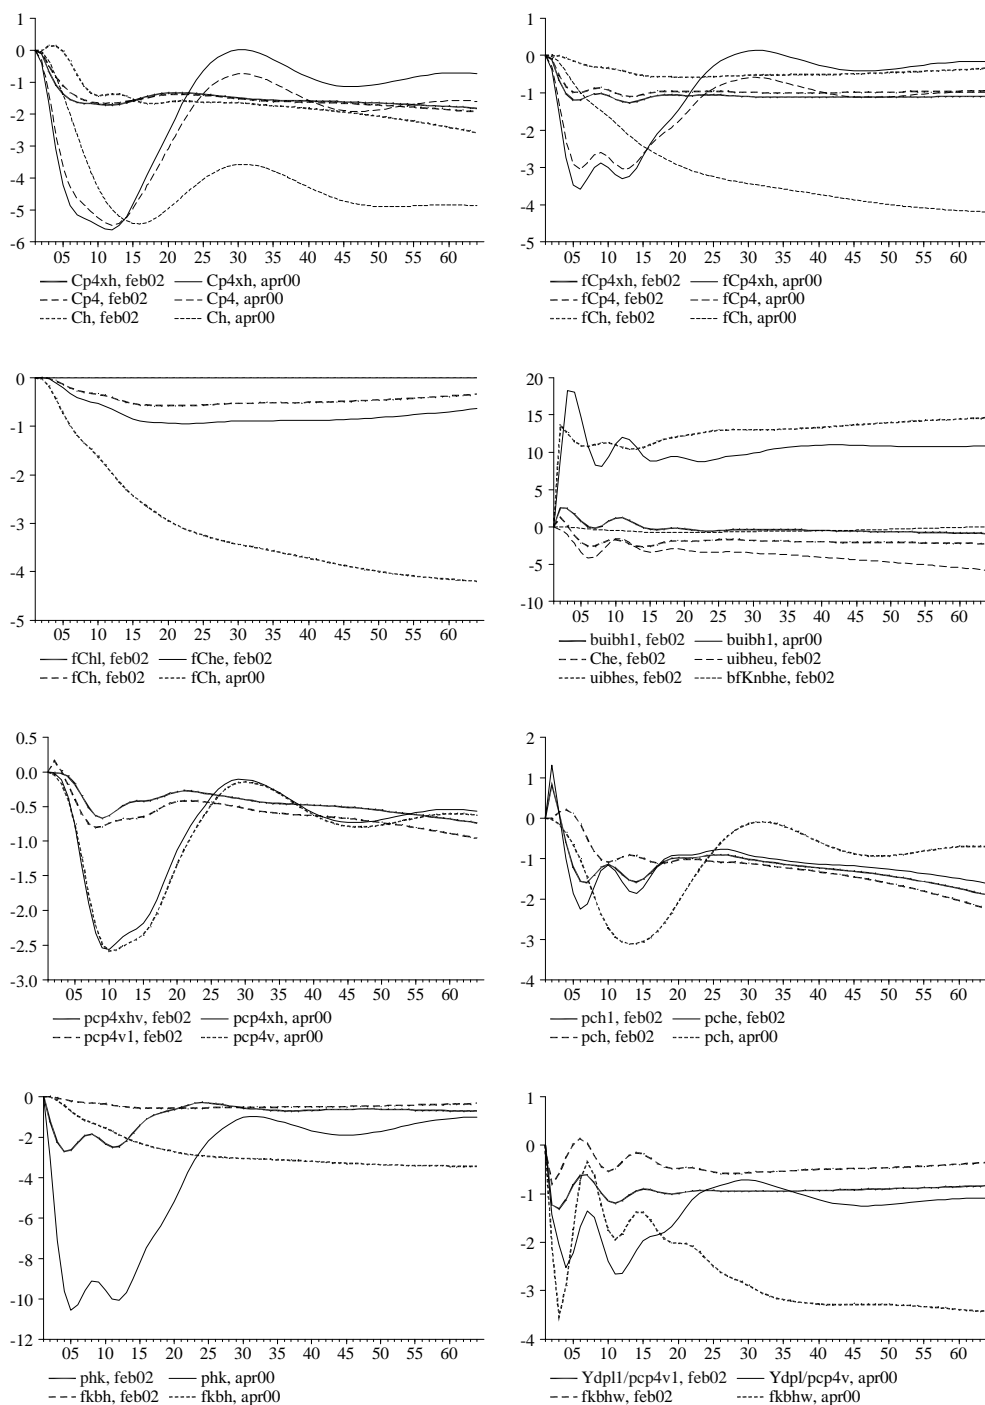 1
0
-1
-2
-3
-4
-5
-6
05 10 15 20 25 30 35 40 45 50 55 60
Cp4xh, feb02 Cp4xh, apr00
Cp4, feb02 Cp4, apr00
Ch, feb02 Ch, apr00
1
0
-1
-2
-3
-4
-5
05 10 15 20 25 30 35 40 45 50 55 60
fCp4xh, feb02 fCp4xh, apr00
fCp4, feb02 fCp4, apr00
fCh, feb02 fCh, apr00
0
-1
-2
-3
-4
-5
05 10 15 20 25 30 35 40 45 50 55 60
fChl, feb02 fChe, feb02
fCh, feb02 fCh, apr00
20
15
10
5
0
-5
-10
05 10 15 20 25 30 35 40 45 50 55 60
buibh1, feb02 buibh1, apr00
Che, feb02 uibheu, feb02
uibhes, feb02 bfKnbhe, feb02
0.5
0.0
-0.5
-1.0
-1.5
-2.0
-2.5
-3.0
05 10 15 20 25 30 35 40 45 50 55 60
pcp4xhv, feb02 pcp4xh, apr00
pcp4v1, feb02 pcp4v, apr00
2
1
0
-1
-2
-3
-4
05 10 15 20 25 30 35 40 45 50 55 60
pch1, feb02 pche, feb02
pch, feb02 pch, apr00
0
-2
-4
-6
-8
-10
-12
05 10 15 20 25 30 35 40 45 50 55 60
phk, feb02 phk, apr00
fkbh, feb02 fkbh, apr00
1
0
-1
-2
-3
-4
05 10 15 20 25 30 35 40 45 50 55 60
Ydpl1/pcp4v1, feb02 Ydpl/pcp4v, apr00
fkbhw, feb02 fkbhw, apr00